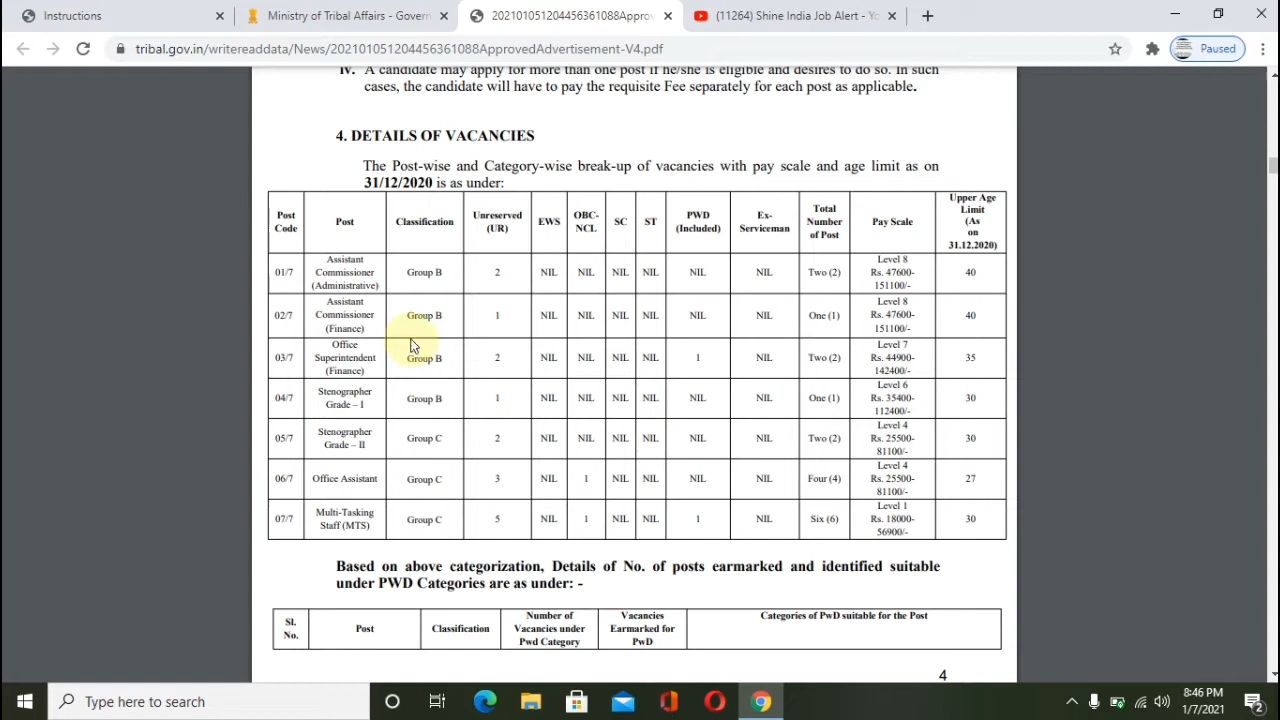 Instructions
Ministry of Tribal Affairs - Govern
202101051204456361088Approv
(11264) Shine India Job Alert - Yo
tribal.gov.in/writereaddata/News/202101051204456361088ApprovedAdvertisement-V4.pdf
Paused
iv. A candidate may apply for more than one post if he/she is eligible and desires to do so. In such
cases, the candidate will have to pay the requisite Fee separately for each post as applicable.
4. DETAILS OF VACANCIES
The Post-wise and Category-wise break-up of vacancies with pay scale and age limit as on
31/12/2020 is as under:
Post Code Post Classification Unreserved (UR) EWS OBC-NCL SC ST PWD (Included) Ex-Serviceman Total Number of Post Pay Scale Upper Age Limit (As on 31.12.2020)
01/7 Assistant Commissioner (Administrative) Group B 2 NIL NIL NIL NIL NIL NIL Two (2) Level 8 Rs. 47600-151100/- 40
02/7 Assistant Commissioner (Finance) Group B 1 NIL NIL NIL NIL NIL NIL One (1) Level 8 Rs. 47600-151100/- 40
03/7 Office Superintendent (Finance) Group B 2 NIL NIL NIL NIL 1 NIL Two (2) Level 7 Rs. 44900-142400/- 35
04/7 Stenographer Grade – I Group B 1 NIL NIL NIL NIL NIL NIL One (1) Level 6 Rs. 35400-112400/- 30
05/7 Stenographer Grade – II Group C 2 NIL NIL NIL NIL NIL NIL Two (2) Level 4 Rs. 25500-81100/- 30
06/7 Office Assistant Group C 3 NIL 1 NIL NIL NIL NIL Four (4) Level 4 Rs. 25500-81100/- 27
07/7 Multi-Tasking Staff (MTS) Group C 5 NIL 1 NIL NIL 1 NIL Six (6) Level 1 Rs. 18000-56900/- 30
Based on above categorization, Details of No. of posts earmarked and identified suitable
under PWD Categories are as under: -
Sl. No. Post Classification Number of Vacancies under Pwd Category Vacancies Earmarked for PwD Categories of PwD suitable for the Post
4
Type here to search
8:46 PM
1/7/2021
2